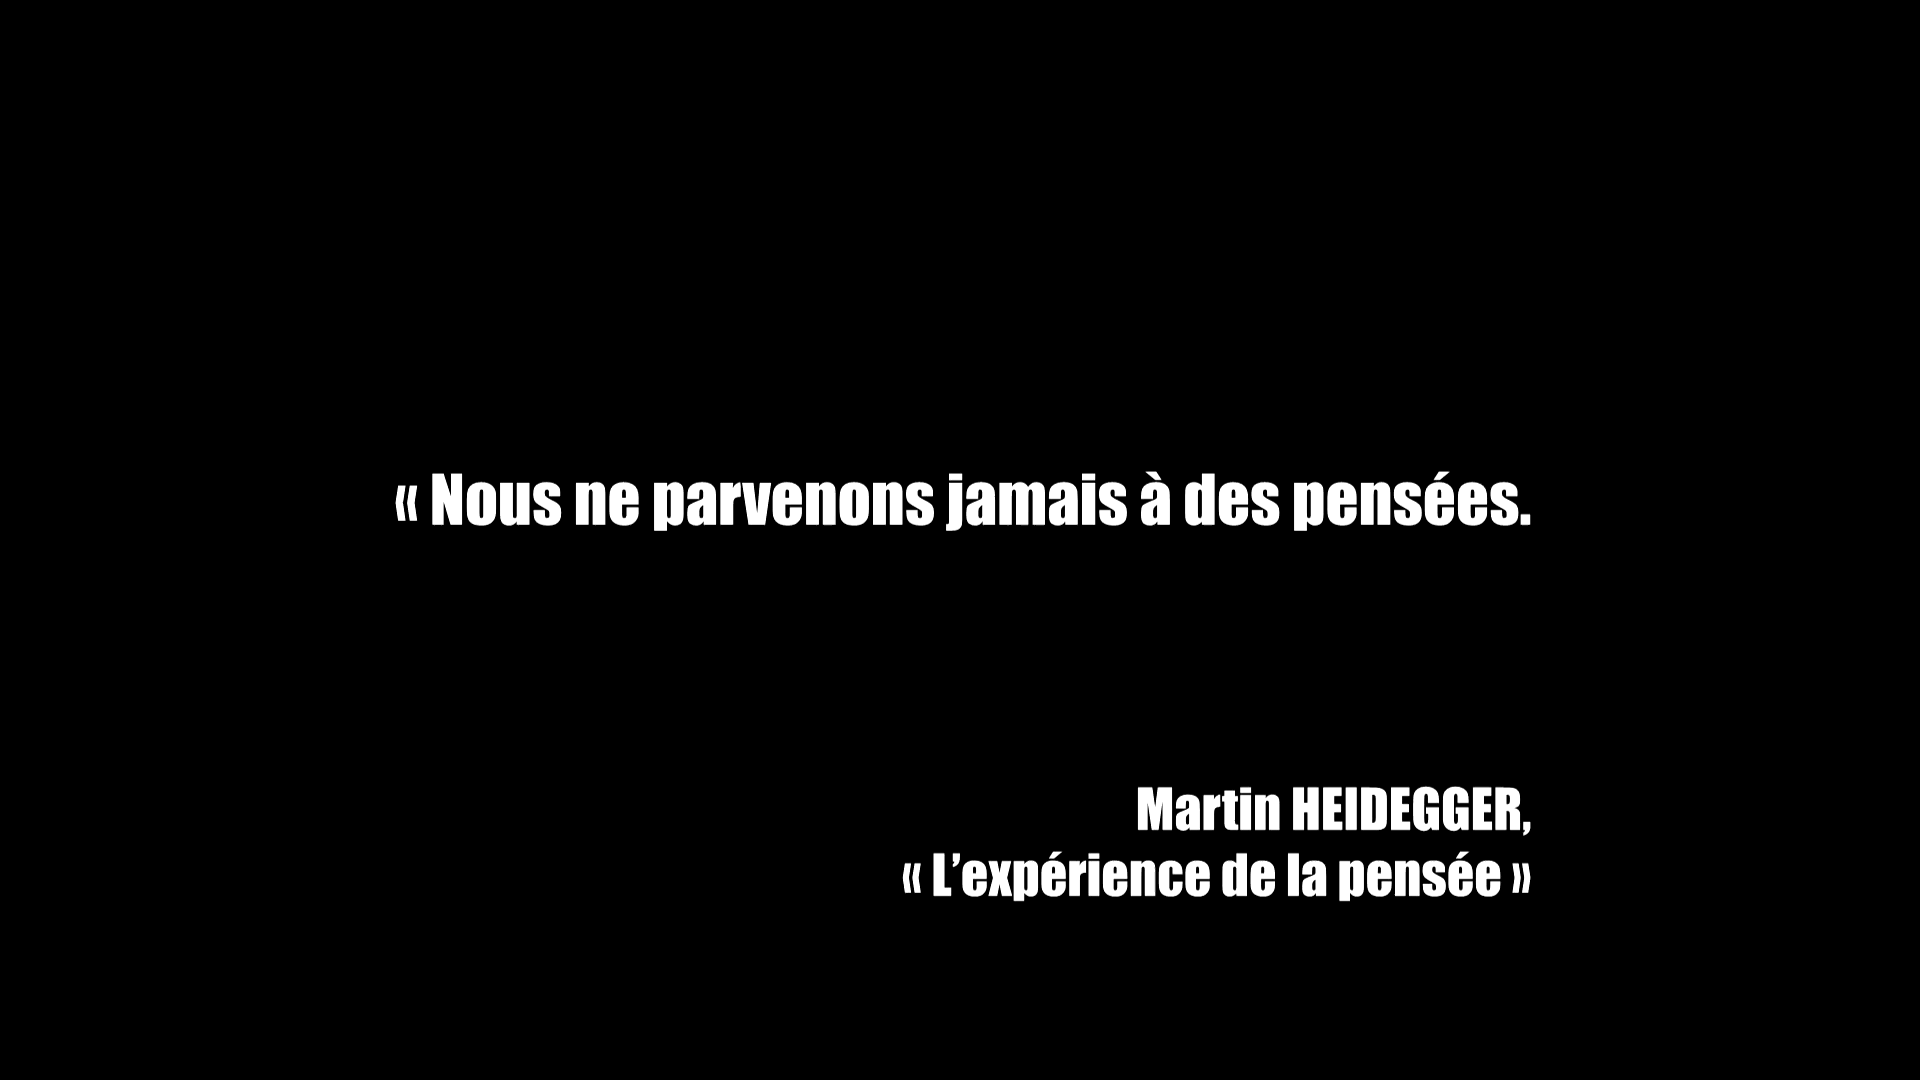 « Nous ne parvenons jamais à des pensées.
Martin HEIDEGGER,
« L’expérience de la pensée »